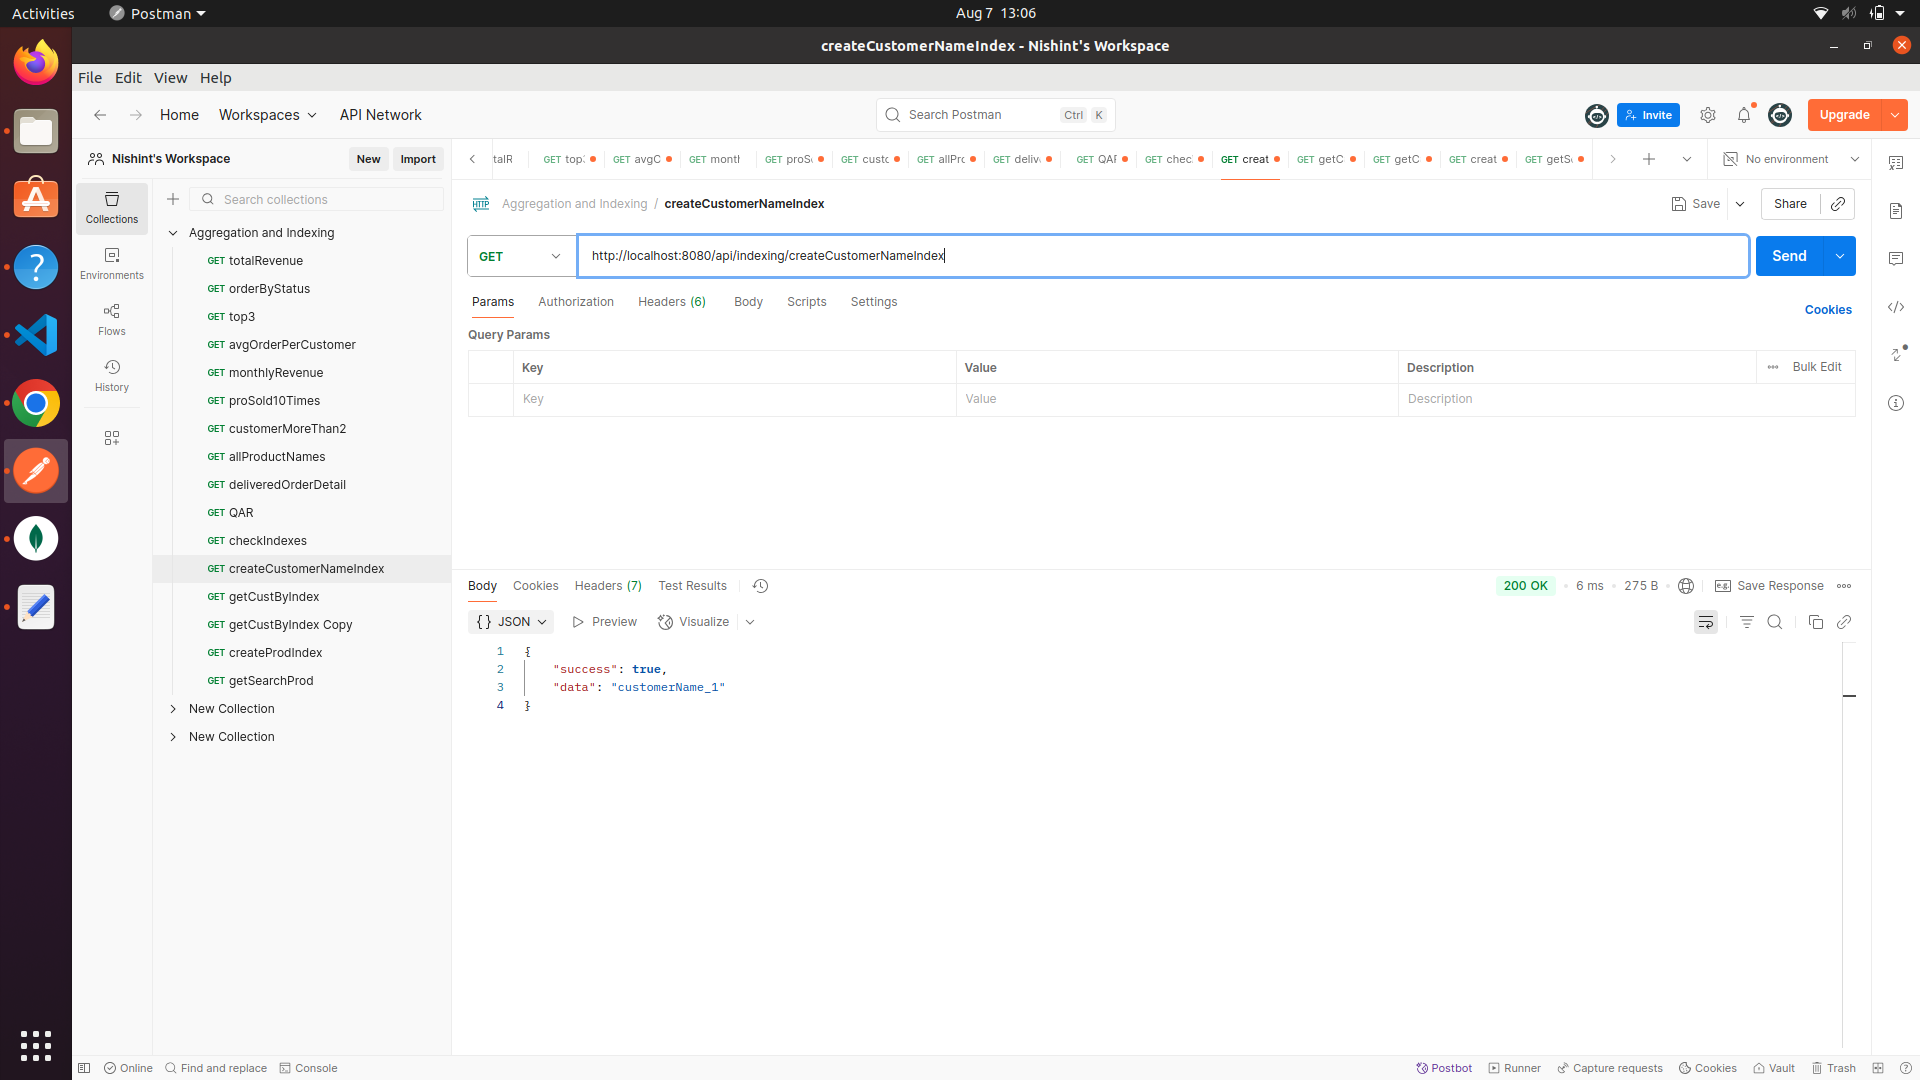 Activities
Postman
Aug 7 13:06
createCustomerNameIndex - Nishint's Workspace
File Edit View Help
Home Workspaces API Network
Search Postman Ctrl K
Invite
Upgrade
Nishint's Workspace
New Import
talR
GET top
GET avgC
GET montl
GET proS
GET custc
GET allPrc
GET deliv
GET QAF
GET chec
GET creat
GET getC
GET getC
GET creat
GET getS
No environment
Collections
Environments
Flows
History
Search collections
Aggregation and Indexing
GET totalRevenue
GET orderByStatus
GET top3
GET avgOrderPerCustomer
GET monthlyRevenue
GET proSold10Times
GET customerMoreThan2
GET allProductNames
GET deliveredOrderDetail
GET QAR
GET checkIndexes
GET createCustomerNameIndex
GET getCustByIndex
GET getCustByIndex Copy
GET createProdIndex
GET getSearchProd
New Collection
New Collection
HTTP Aggregation and Indexing / createCustomerNameIndex
Save Share
GET http://localhost:8080/api/indexing/createCustomerNameIndex
Send
Params Authorization Headers (6) Body Scripts Settings
Cookies
Query Params
Key Value Description Bulk Edit
Key Value Description
Body Cookies Headers (7) Test Results
200 OK • 6 ms • 275 B • e.g. Save Response
{} JSON Preview Visualize
1 {
2 "success": true,
3 "data": "customerName_1"
4 }
Online Find and replace Console
Postbot Runner Capture requests Cookies Vault Trash